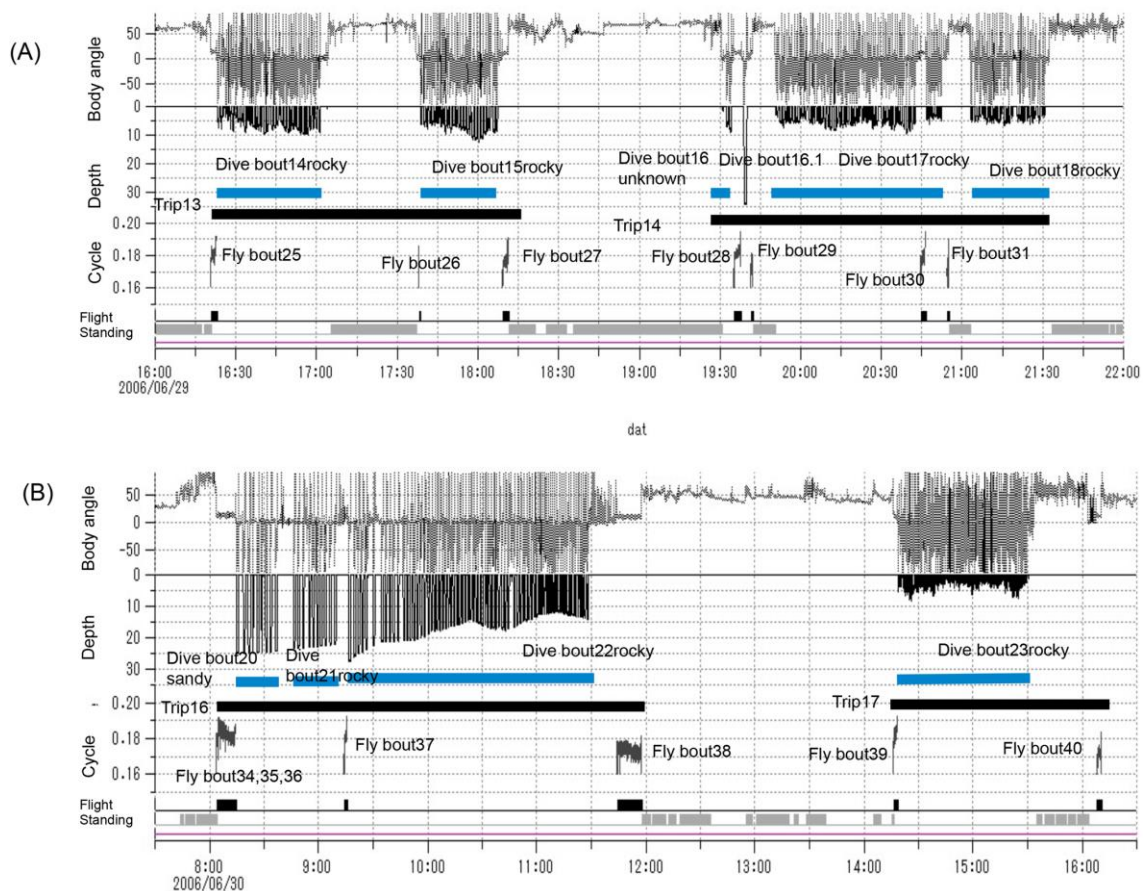 (A)
Body angle
50
0
-50
0
10
Depth
20
30
Dive bout14rocky
Dive bout15rocky
Dive bout16
unknown
Dive bout16.1
Dive bout17rocky
Dive bout18rocky
Trip13
Trip14
0.20
Cycle
0.18
0.16
Fly bout25
Fly bout26
Fly bout27
Fly bout28
Fly bout29
Fly bout30
Fly bout31
Flight
Standing
16:00 16:30 17:00 17:30 18:00 18:30 19:00 19:30 20:00 20:30 21:00 21:30 22:00
2006/06/29
dat
(B)
Body angle
50
0
-50
0
10
Depth
20
30
Dive bout20
sandy
Dive
bout21rocky
Dive bout22rocky
Dive bout23rocky
Trip16
Trip17
0.20
Cycle
0.18
0.16
Fly bout34,35,36
Fly bout37
Fly bout38
Fly bout39
Fly bout40
Flight
Standing
8:00 9:00 10:00 11:00 12:00 13:00 14:00 15:00 16:00
2006/06/30